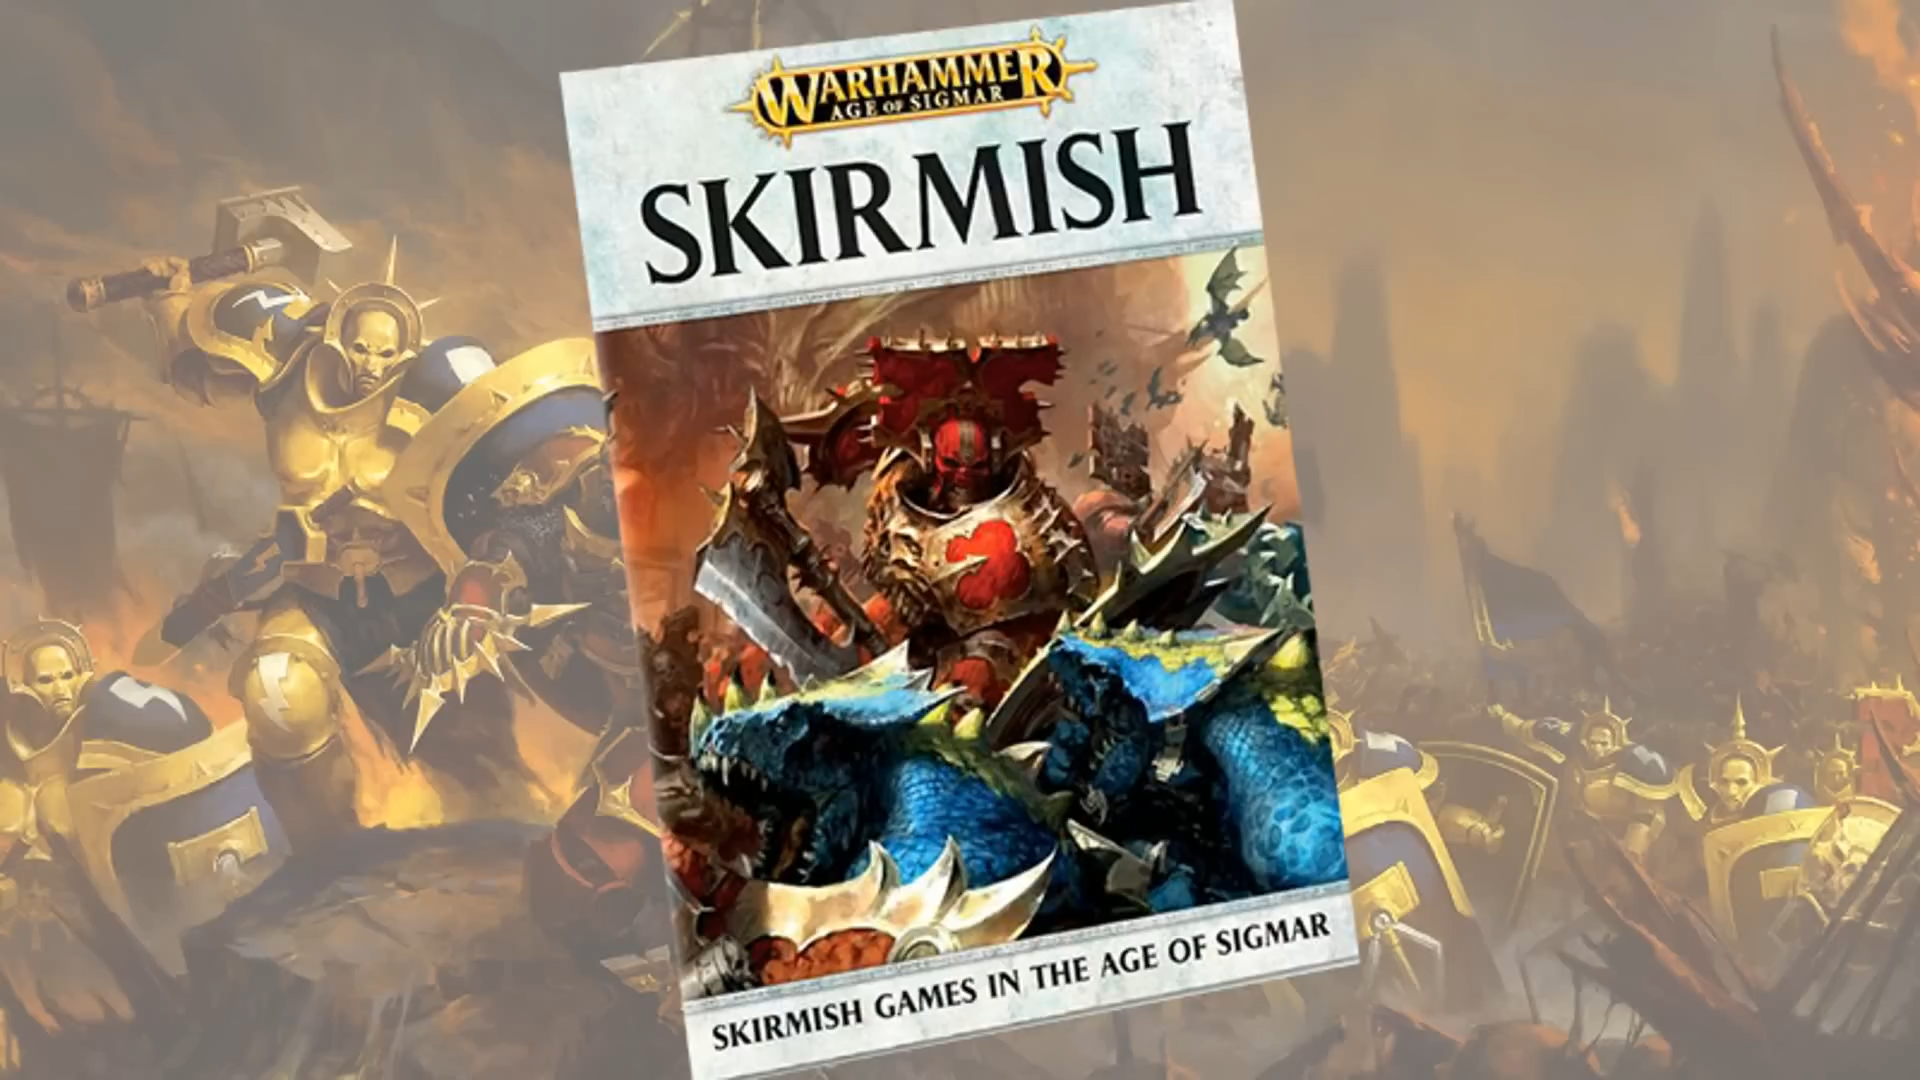 WARHAMMER
AGE OF SIGMAR
SKIRMISH
SKIRMISH GAMES IN THE AGE OF SIGMAR